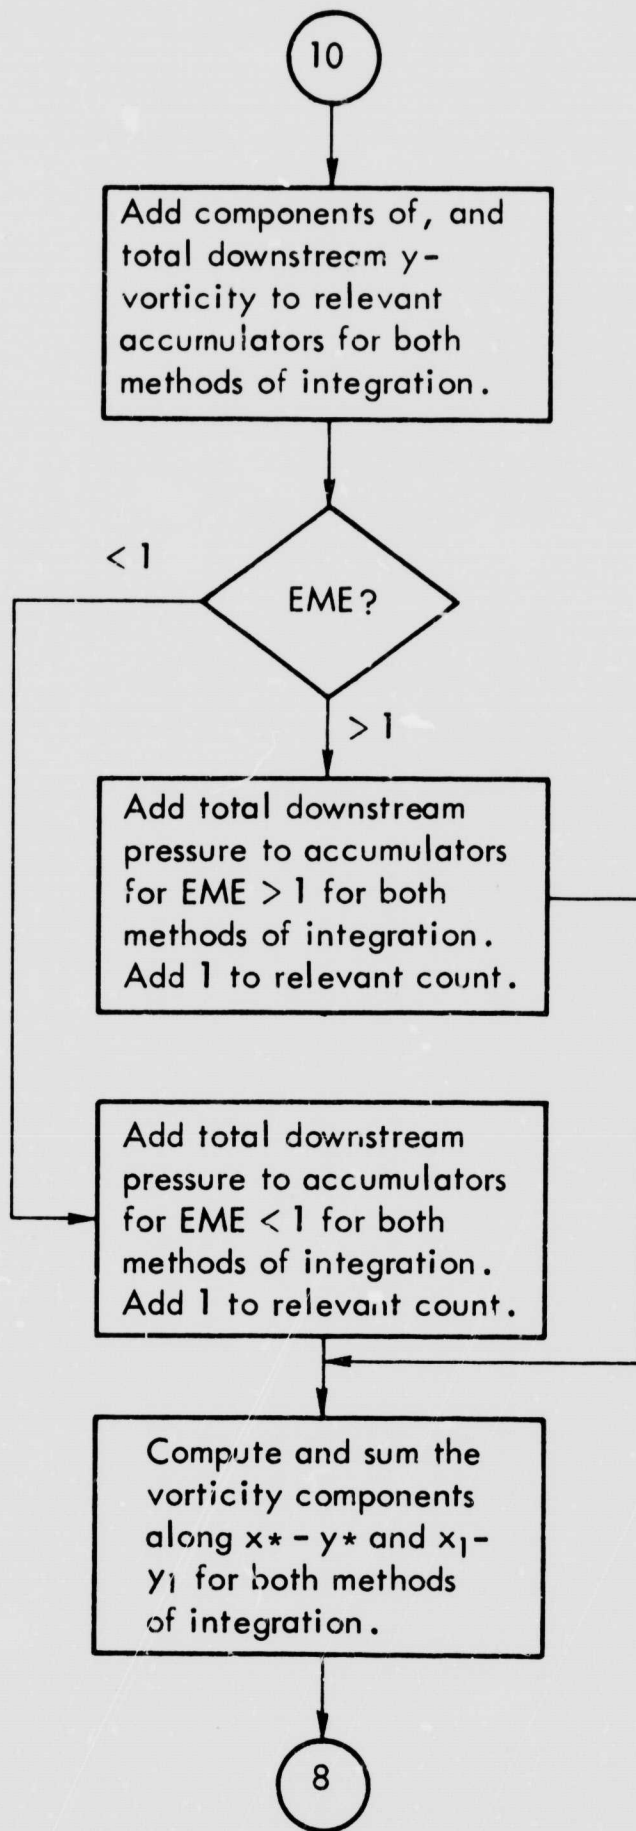 10
Add components of, and
total downstream y-
vorticity to relevant
accumulators for both
methods of integration.
< 1
EME?
> 1
Add total downstream
pressure to accumulators
for EME > 1 for both
methods of integration.
Add 1 to relevant count.
Add total downstream
pressure to accumulators
for EME < 1 for both
methods of integration.
Add 1 to relevant count.
Compute and sum the
vorticity components
along x* - y* and x₁-
y₁ for both methods
of integration.
8